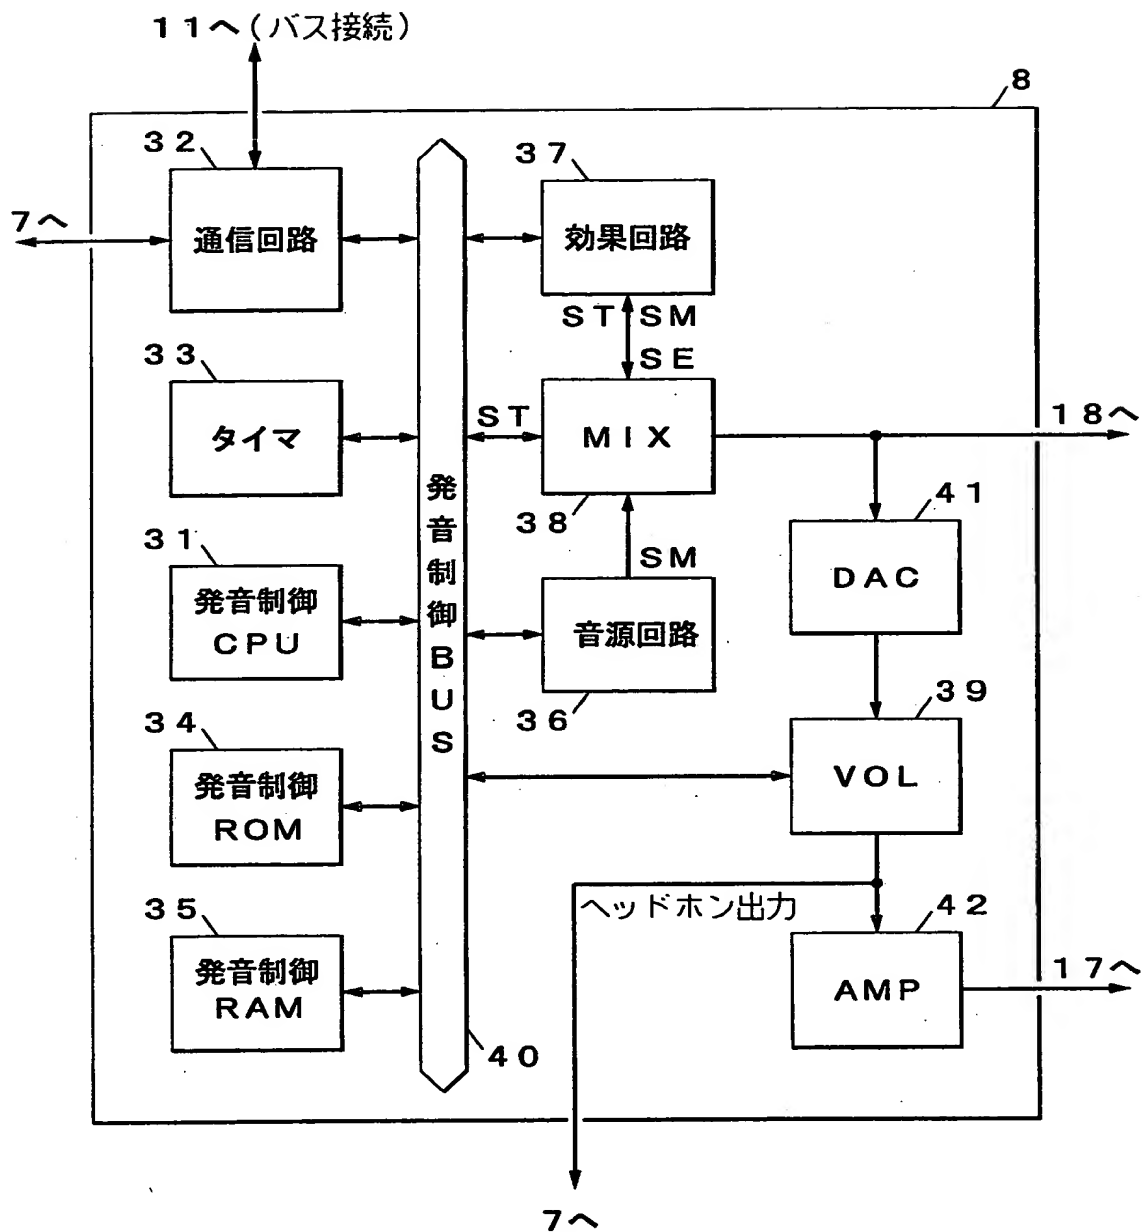 11へ(バス接続)
8
32
37
7へ
通信回路
効果回路
ST SM
SE
33
タイマ
ST
MIX
18へ
38
41
発音制御BUS
31
SM
DAC
発音制御
CPU
音源回路
36
39
34
VOL
発音制御
ROM
ヘッドホン出力
35
42
発音制御
RAM
17へ
AMP
40
7へ